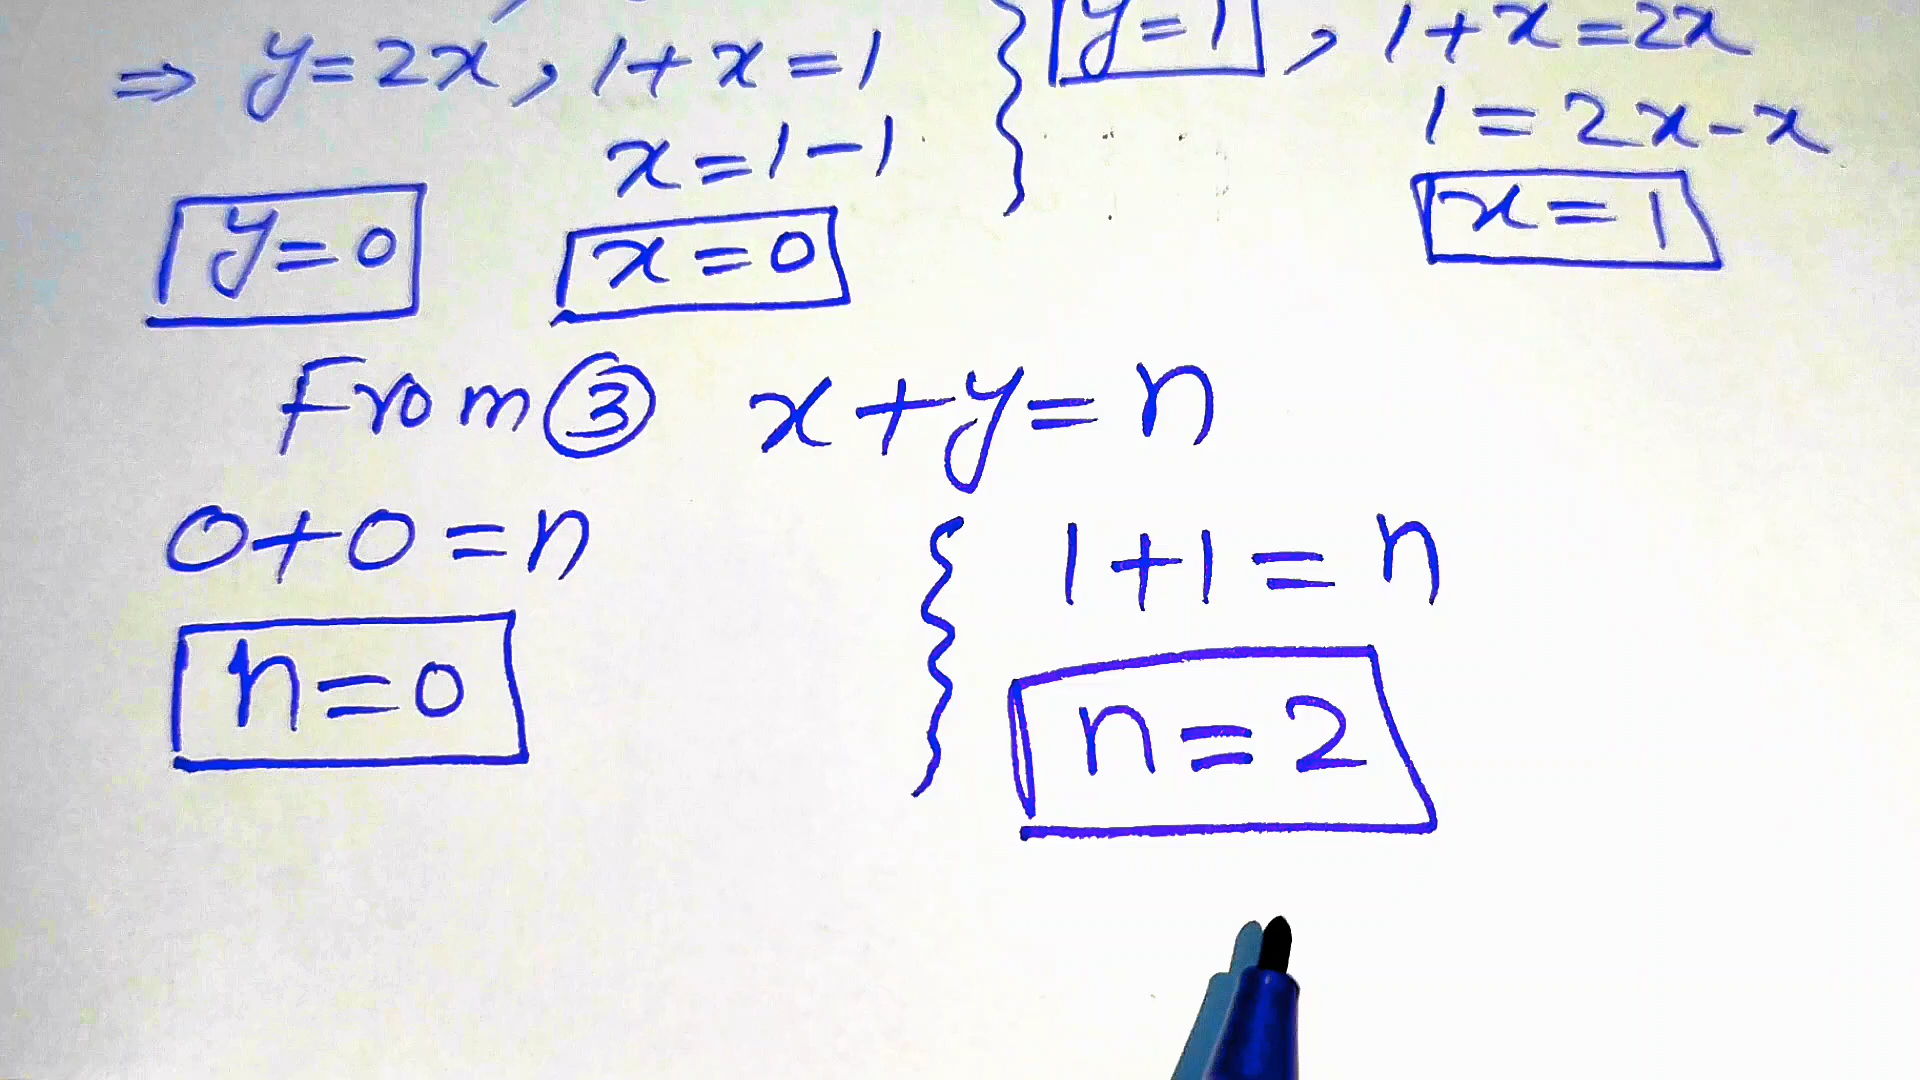 ⇒ y=2x, 1+x=1 } y=1, 1+x=2x
x=1-1 1=2x-x
y=0 x=0 x=1
From ③ x+y=n
0+0=n { 1+1=n
n=0 n=2